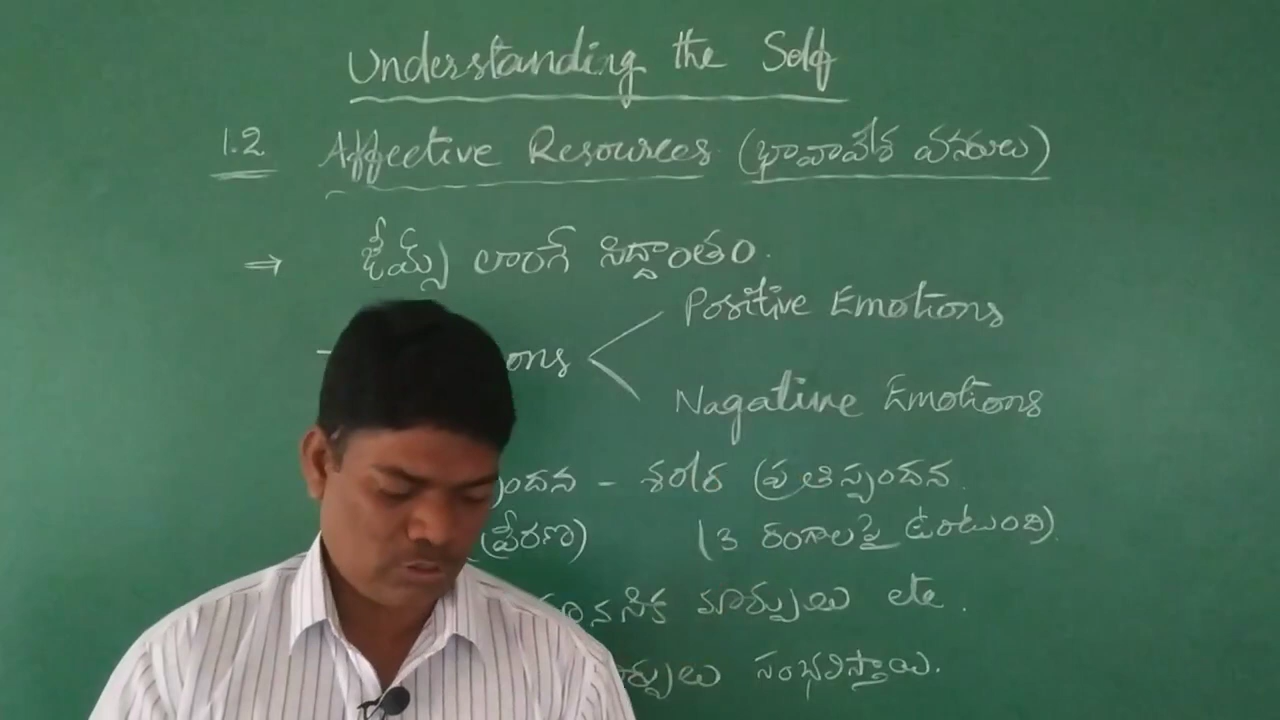 Understanding the Self
1.2 Affective Resources (భావావేశ వనరులు)
⇒ జేమ్స్ లాంగే సిద్ధాంతం.
Positive Emotions
ons
Nagative Emotions
ందన - శరీర ప్రతిస్పందన.
(ప్రేరణ) (3 రంగాలపై ఉంటుంది).
మార్పులు etc.
సంభవిస్తాయి.